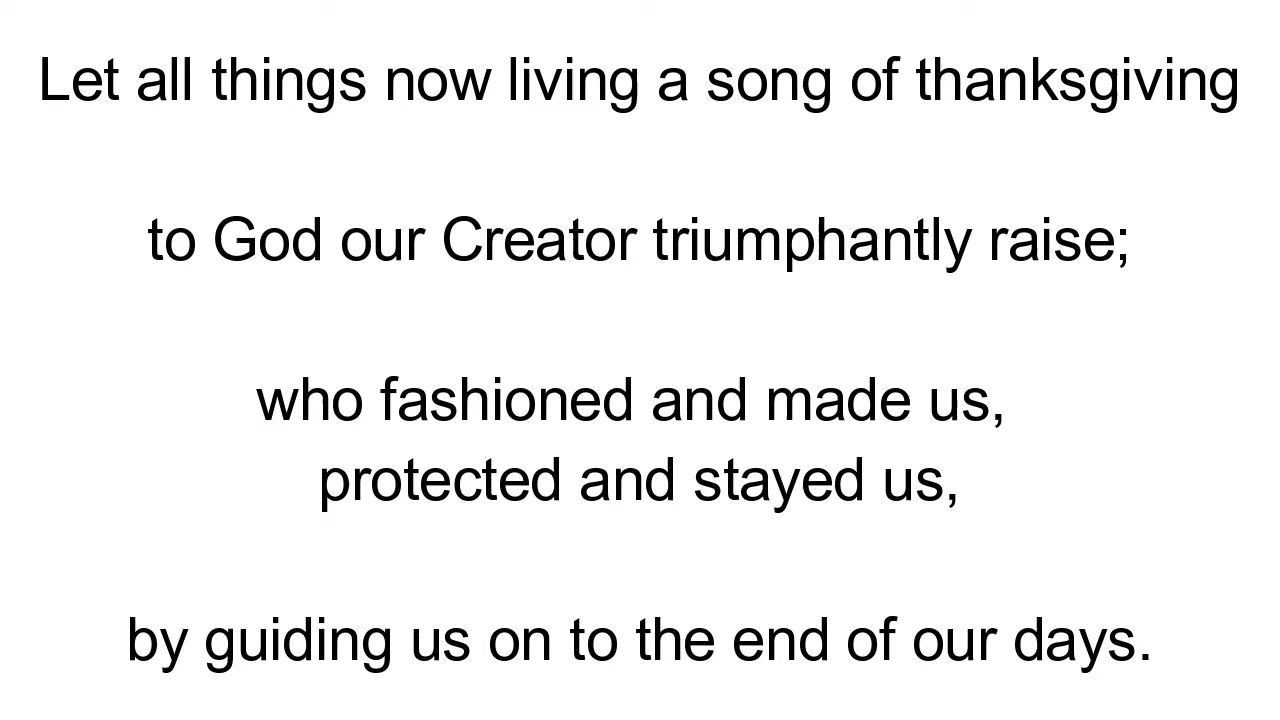 Let all things now living a song of thanksgiving
to God our Creator triumphantly raise;
who fashioned and made us,
protected and stayed us,
by guiding us on to the end of our days.